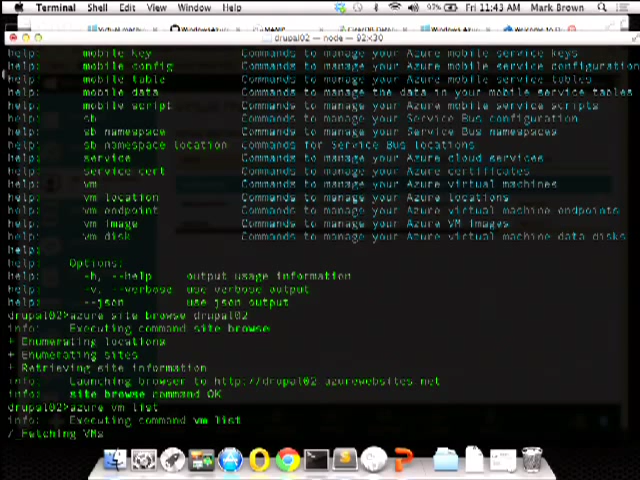 Terminal Shell Edit View Window Help 97% Fri 11:43 AM Mark Brown
drupal02 — node — 92×30
help: mobile key Commands to manage your Azure mobile service keys
help: mobile config Commands to manage your Azure mobile service configuration
help: mobile table Commands to manage your Azure mobile service tables
help: mobile data Commands to manage the data in your mobile service tables
help: mobile script Commands to manage your Azure mobile service scripts
help: sb Commands to manage your Service Bus configuration
help: sb namespace Commands to manage your Service Bus namespaces
help: sb namespace location Commands for Service Bus locations
help: service Commands to manage your Azure cloud services
help: service cert Commands to manage your Azure certificates
help: vm Commands to manage your Azure virtual machines
help: vm location Commands to manage your Azure locations
help: vm endpoint Commands to manage your Azure virtual machine endpoints
help: vm image Commands to manage your Azure VM images
help: vm disk Commands to manage your Azure virtual machine data disks
help:
help: Options:
help: -h, --help output usage information
help: -v, --verbose use verbose output
help: --json use json output
drupal02>azure site browse drupal02
info: Executing command site browse
+ Enumerating locations
+ Enumerating sites
+ Retrieving site information
info: Launching browser to http://drupal02.azurewebsites.net
info: site browse command OK
drupal02>azure vm list
info: Executing command vm list
/ Fetching VMs